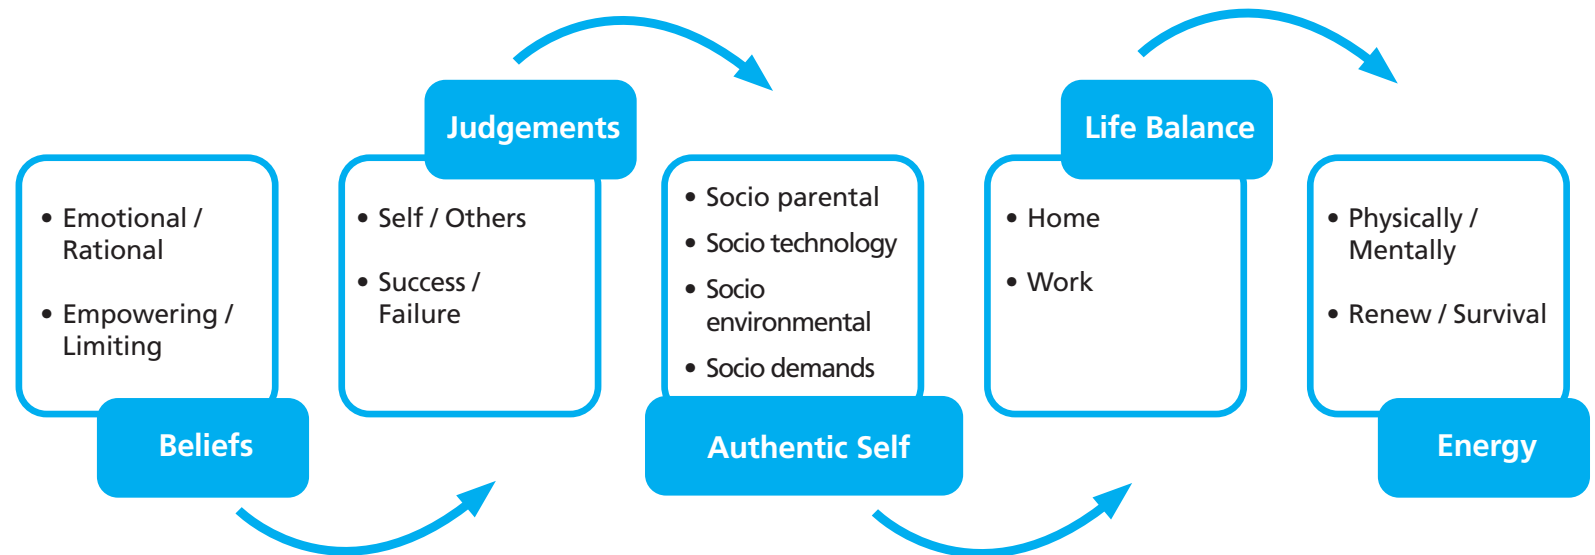 • Emotional /
Rational
• Empowering /
Limiting
Beliefs
Judgements
• Self / Others
• Success /
Failure
• Socio parental
• Socio technology
• Socio
environmental
• Socio demands
Authentic Self
Life Balance
• Home
• Work
• Physically /
Mentally
• Renew / Survival
Energy